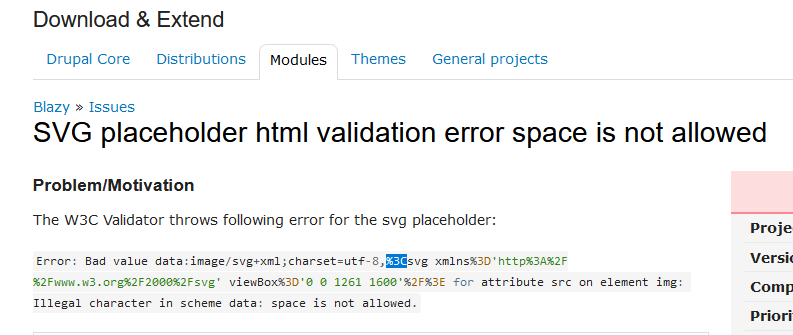 Download & Extend
Drupal Core Distributions Modules Themes General projects
Blazy » Issues
SVG placeholder html validation error space is not allowed
Problem/Motivation
The W3C Validator throws following error for the svg placeholder:
Error: Bad value data:image/svg+xml;charset=utf-8,%3Csvg xmlns%3D'http%3A%2F
%2Fwww.w3.org%2F2000%2Fsvg' viewBox%3D'0 0 1261 1600'%2F%3E for attribute src on element img:
Illegal character in scheme data: space is not allowed.
Proje
Versi
Comp
Priori